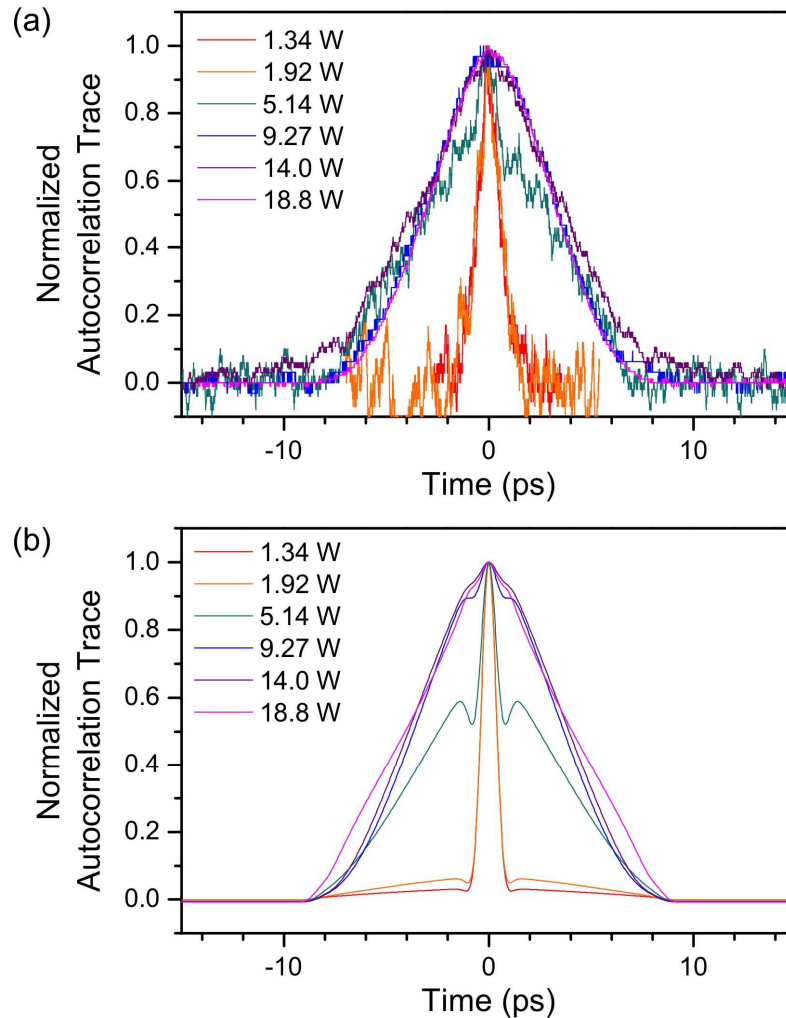 (a)
1.0
0.8
0.6
0.4
0.2
0.0
Normalized
Autocorrelation Trace
1.34 W
1.92 W
5.14 W
9.27 W
14.0 W
18.8 W
-10
0
10
Time (ps)
(b)
1.0
0.8
0.6
0.4
0.2
0.0
Normalized
Autocorrelation Trace
1.34 W
1.92 W
5.14 W
9.27 W
14.0 W
18.8 W
-10
0
10
Time (ps)